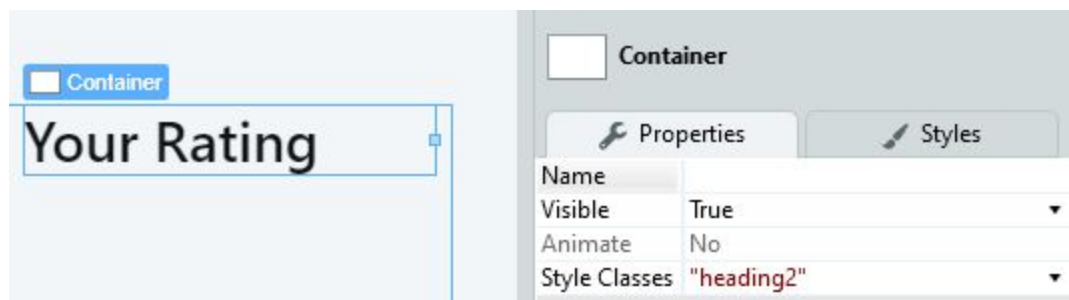 Container
Your Rating
Container
Properties
Styles
Name
Visible True
Animate No
Style Classes "heading2"